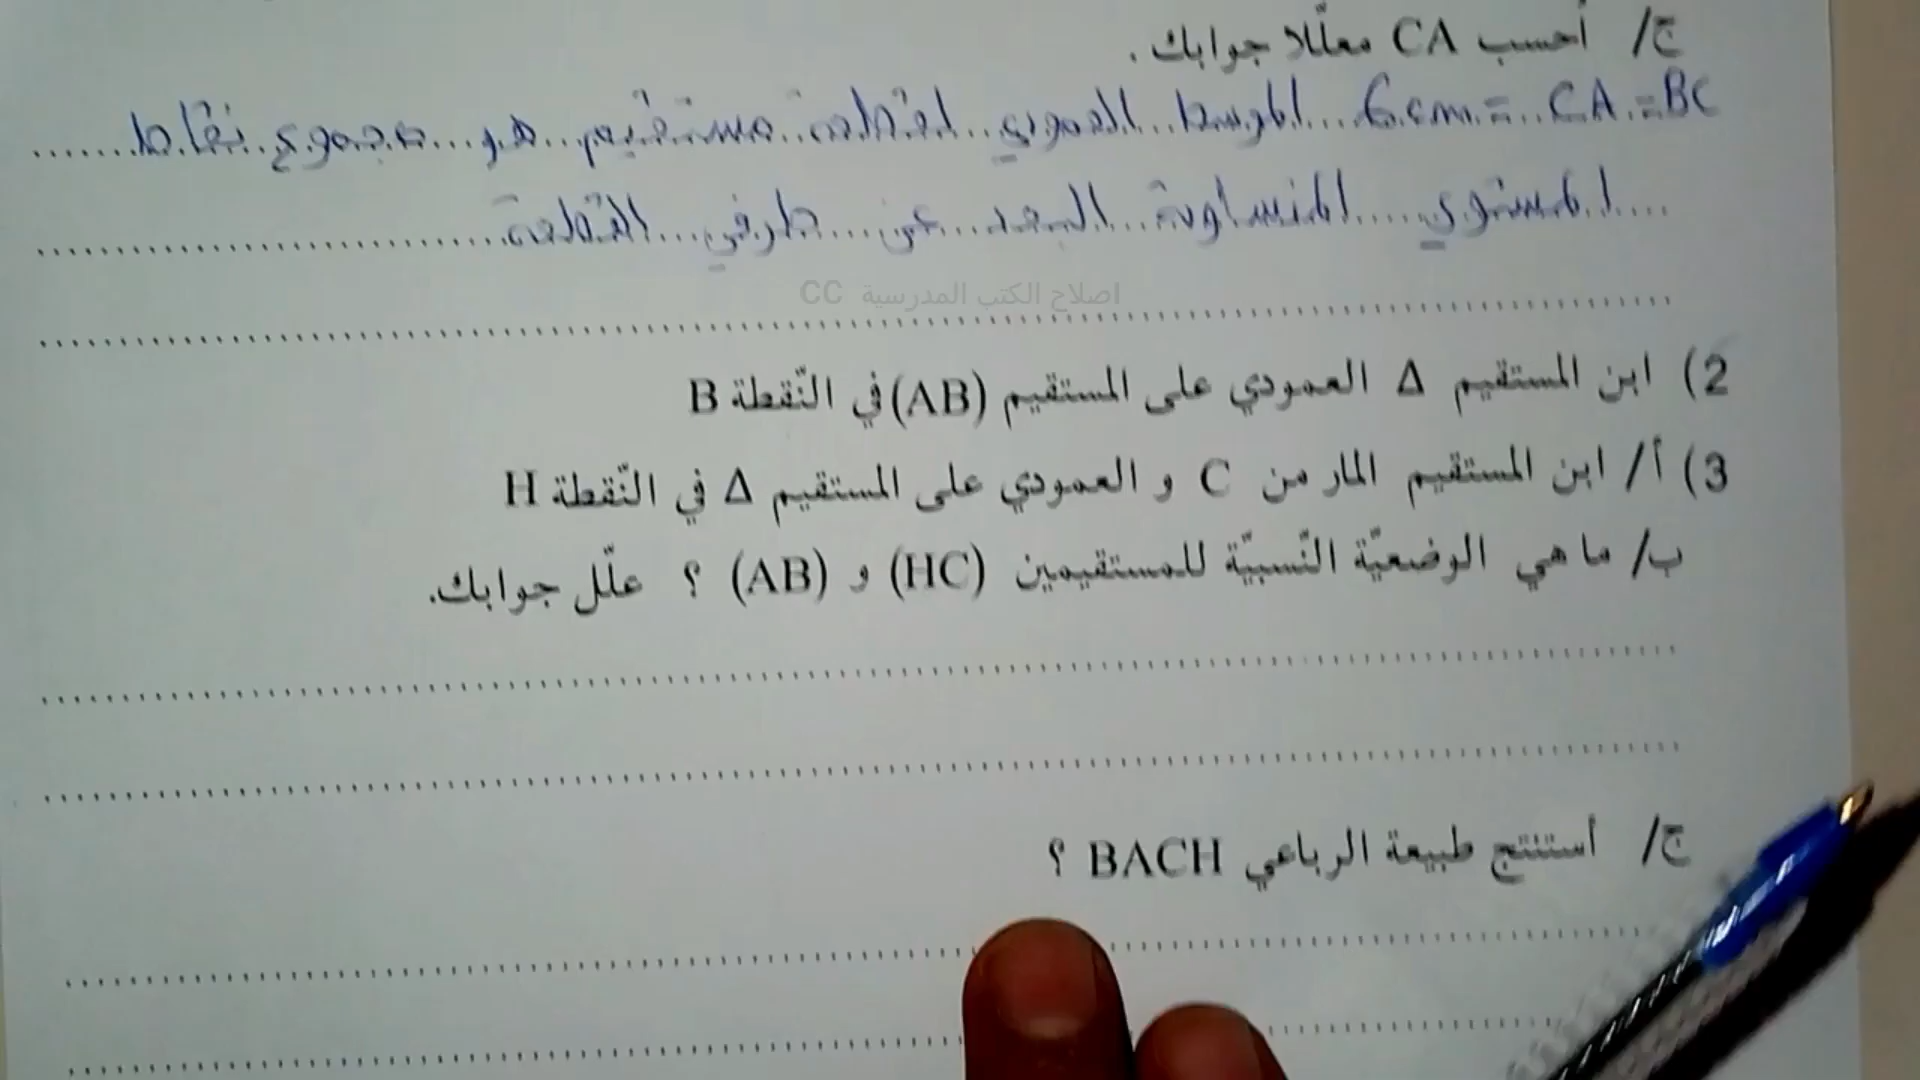 ج/ أحسب CA معلّلا جوابك .
CA = BC = 6cm الموسط العمودي لقطعة مستقيم هو مجموع نقاط
المستوي المتساوية البعد عن طرفي القطعة
اصلاح الكتب المدرسية CC
2) ابن المستقيم Δ العمودي على المستقيم (AB) في النّقطة B
3) أ/ ابن المستقيم المار من C و العمودي على المستقيم Δ في النّقطة H
ب/ ما هي الوضعيّة النّسبيّة للمستقيمين (HC) و (AB) ؟ علّل جوابك.
ج/ أستنتج طبيعة الرباعي BACH ؟